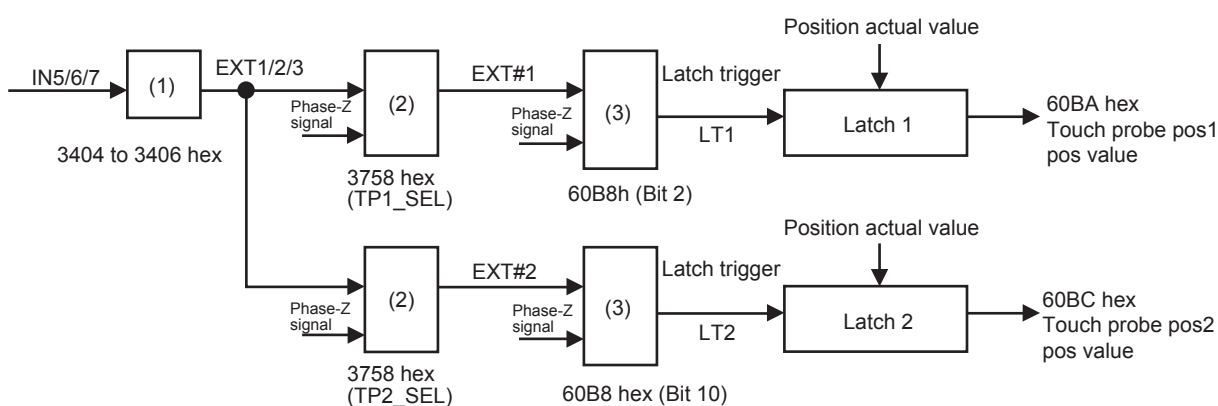 Position actual value
IN5/6/7
(1)
EXT1/2/3
Phase-Z
signal
(2)
EXT#1
Phase-Z
signal
(3)
Latch trigger
LT1
Latch 1
60BA hex
Touch probe pos1
pos value
3404 to 3406 hex
3758 hex
(TP1_SEL)
60B8h (Bit 2)
Position actual value
Phase-Z
signal
(2)
EXT#2
Phase-Z
signal
(3)
Latch trigger
LT2
Latch 2
60BC hex
Touch probe pos2
pos value
3758 hex
(TP2_SEL)
60B8 hex (Bit 10)